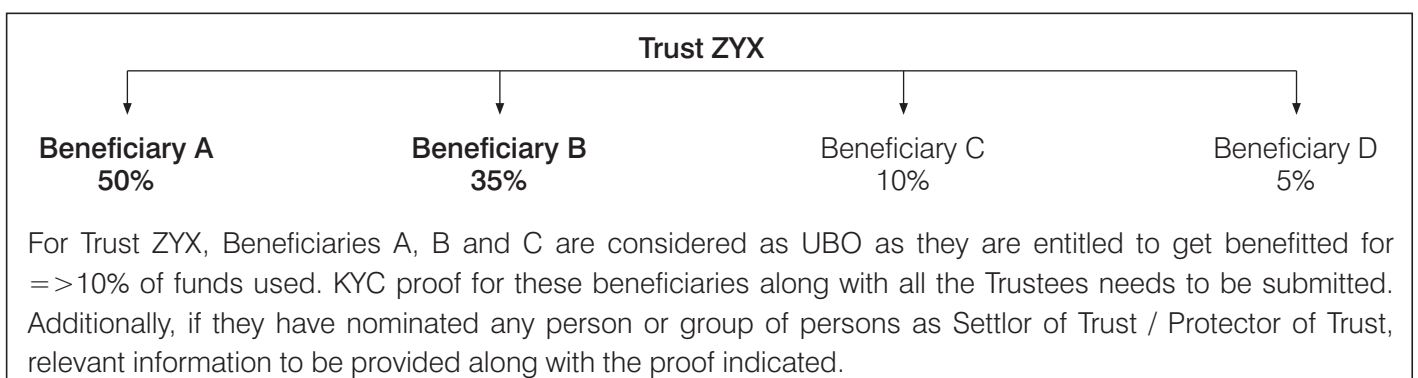 Trust ZYX
Beneficiary A Beneficiary B Beneficiary C Beneficiary D
50% 35% 10% 5%
For Trust ZYX, Beneficiaries A, B and C are considered as UBO as they are entitled to get benefitted for
=>10% of funds used. KYC proof for these beneficiaries along with all the Trustees needs to be submitted.
Additionally, if they have nominated any person or group of persons as Settlor of Trust / Protector of Trust,
relevant information to be provided along with the proof indicated.